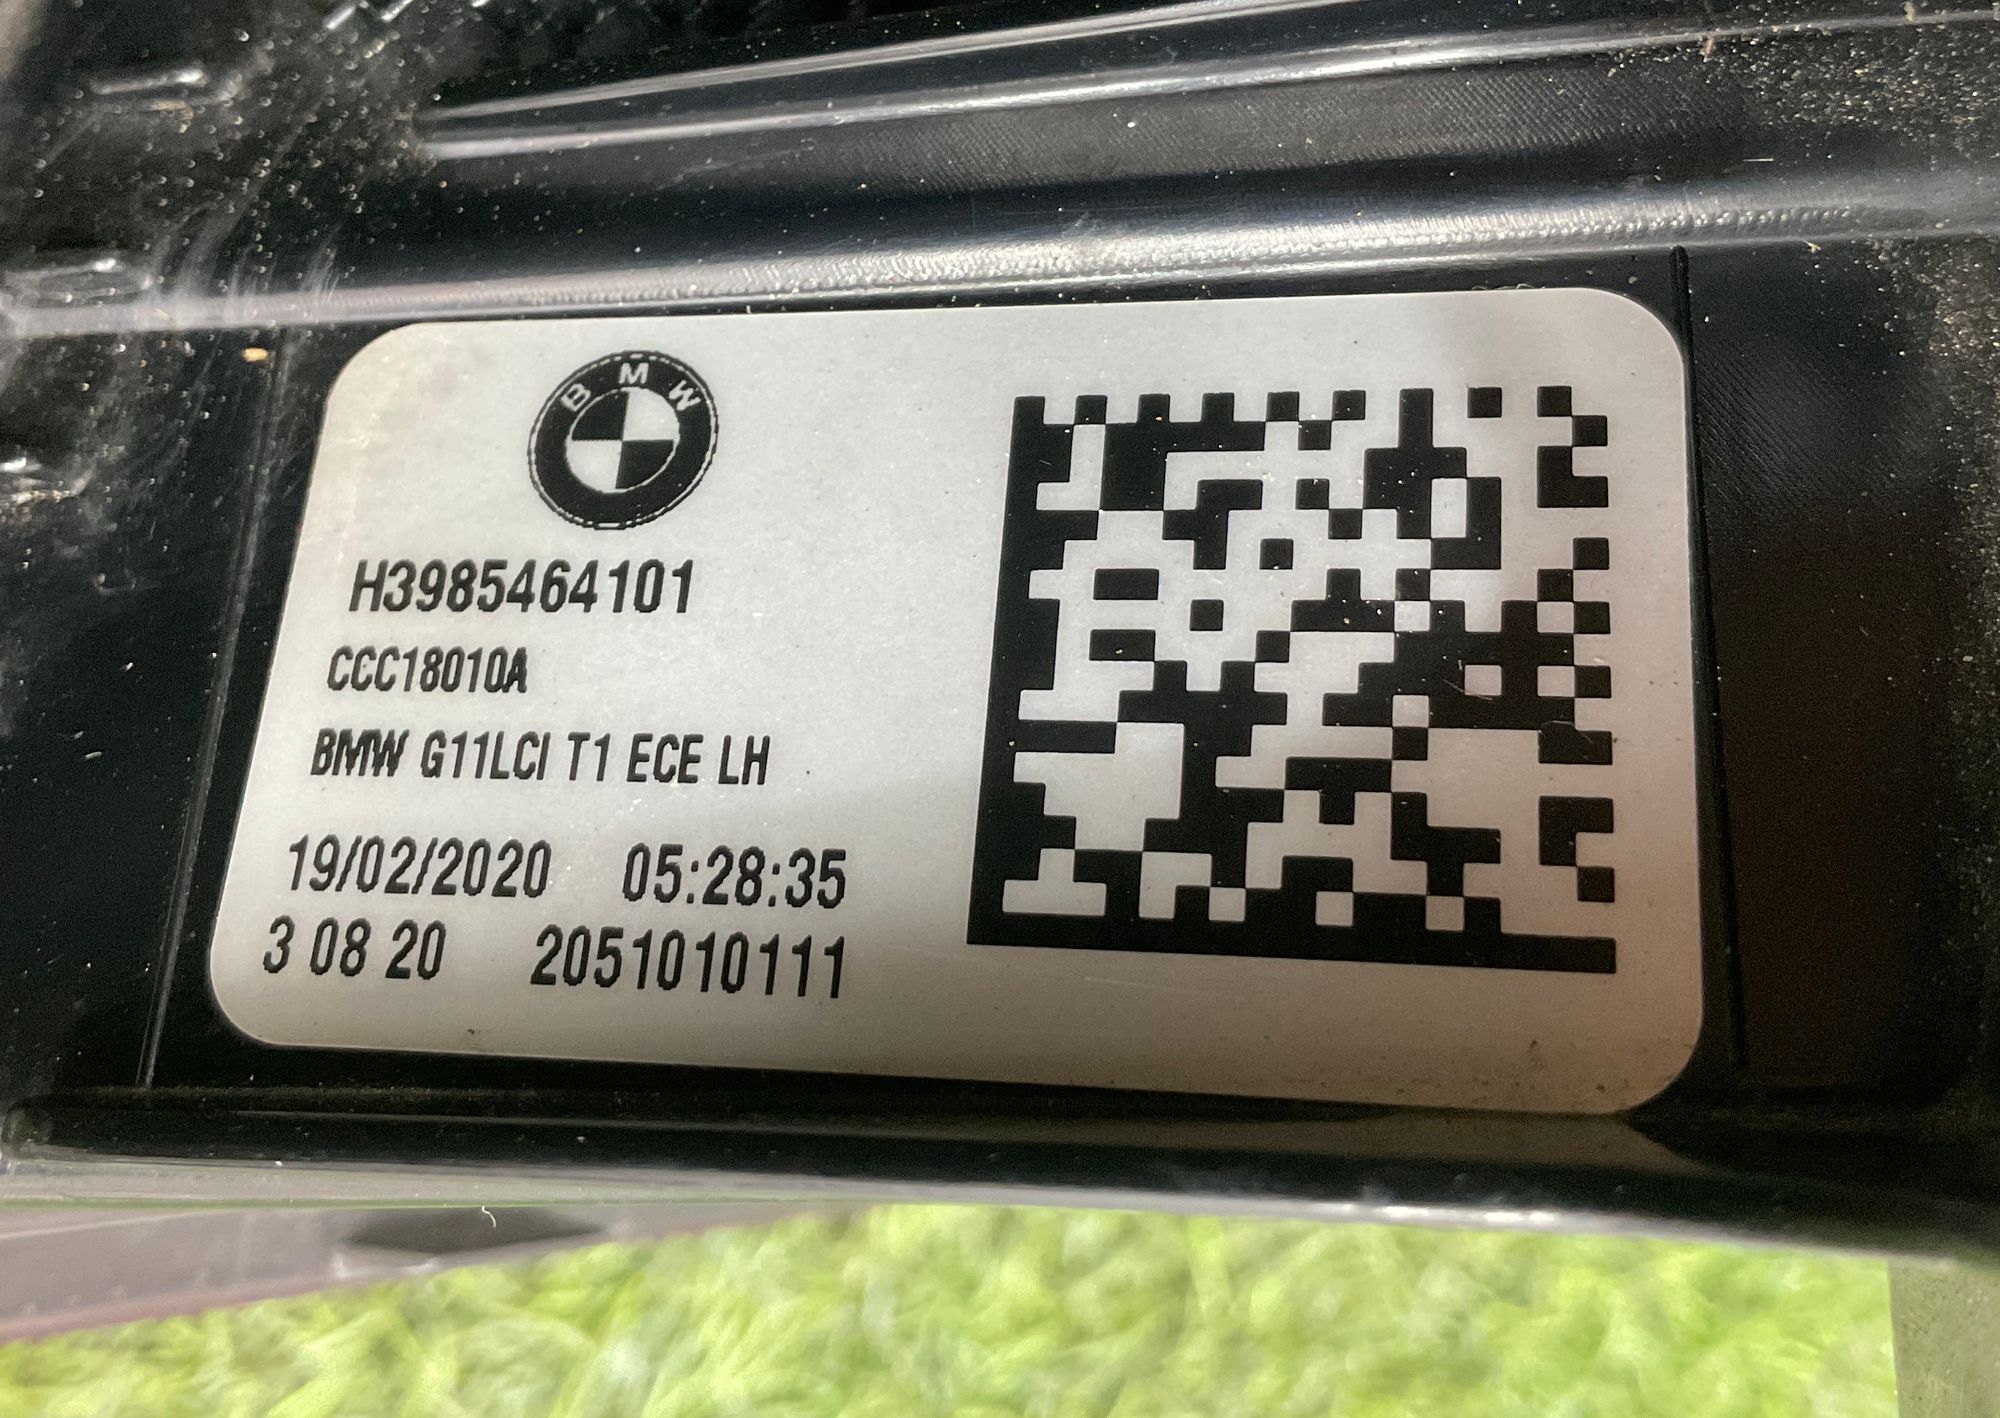 BMW
H3985464101
CCC18010A
BMW G11LCI T1 ECE LH
19/02/2020 05:28:35
3 08 20 2051010111